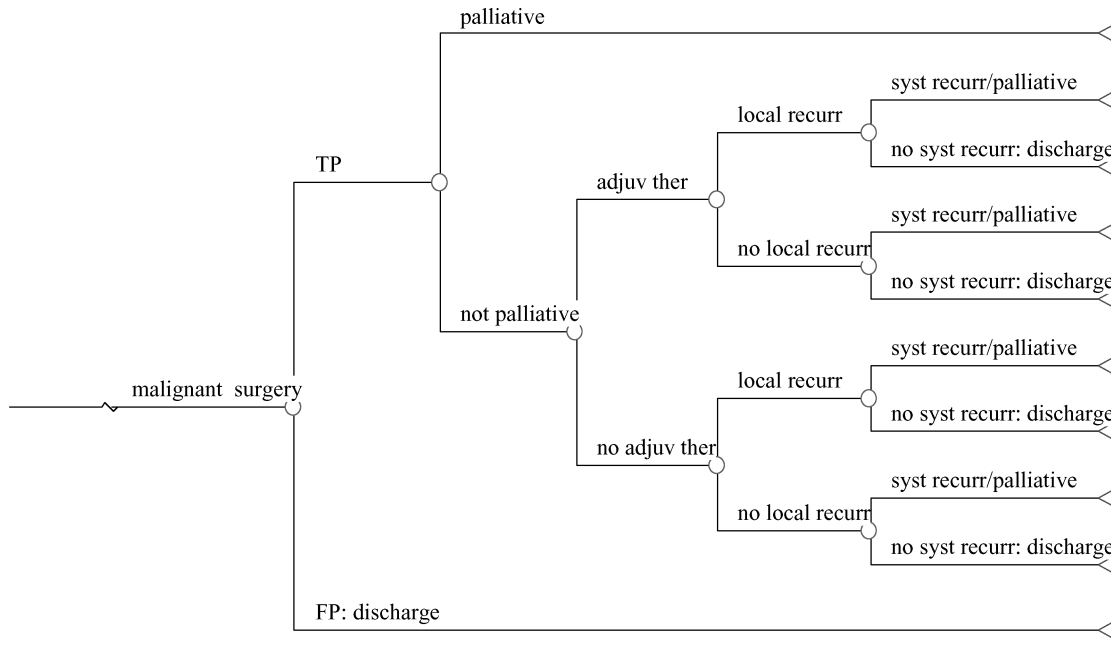 palliative
syst recurr/palliative
local recurr
no syst recurr: discharge
TP
adjuv ther
syst recurr/palliative
no local recurr
no syst recurr: discharge
not palliative
syst recurr/palliative
local recurr
malignant surgery
no syst recurr: discharge
no adjuv ther
syst recurr/palliative
no local recurr
no syst recurr: discharge
FP: discharge